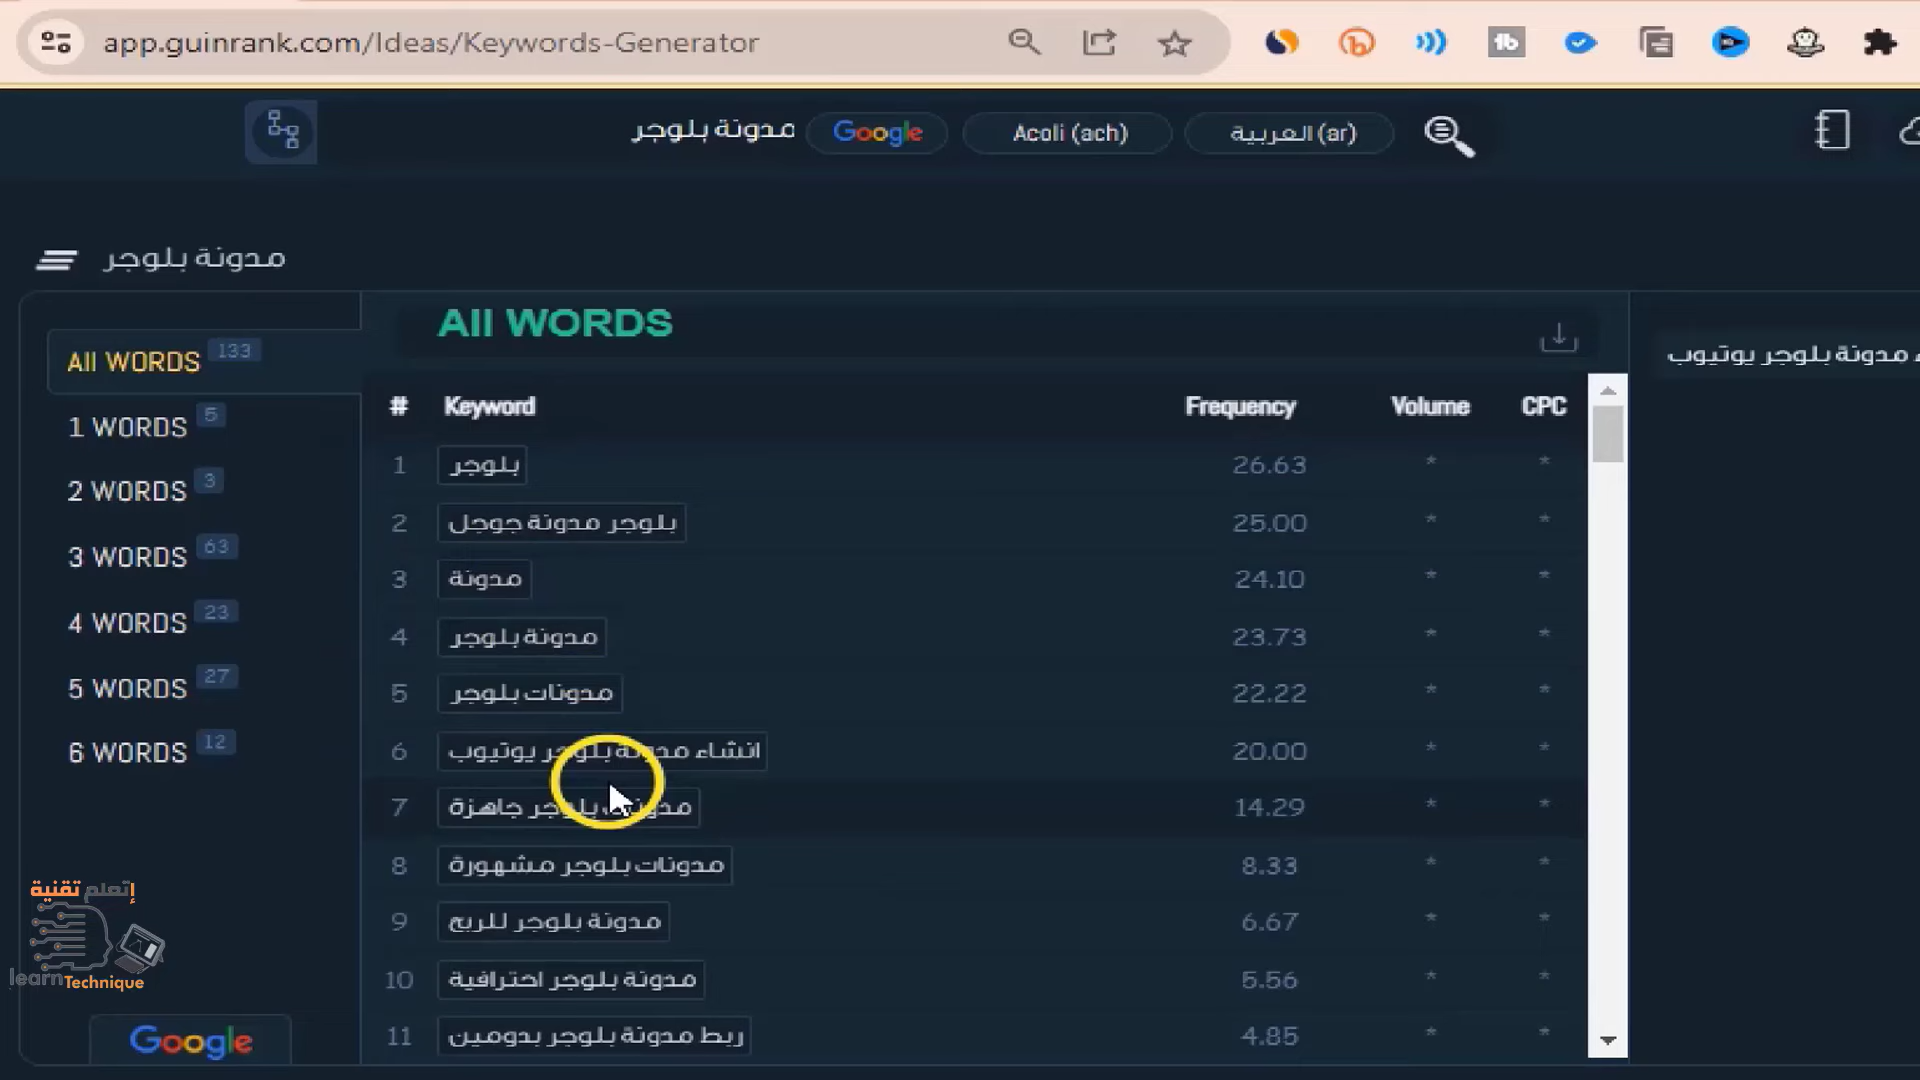 app.guinrank.com/Ideas/Keywords-Generator
مدونة بلوجر Google Acoli (ach) العربية (ar)
مدونة بلوجر
All WORDS 133
1 WORDS 5
2 WORDS 3
3 WORDS 63
4 WORDS 23
5 WORDS 27
6 WORDS 12
إتعلم تقنية
learnTechnique
Google
All WORDS
# Keyword Frequency Volume CPC
1 بلوجر 26.63 * *
2 بلوجر مدونة جوجل 25.00 * *
3 مدونة 24.10 * *
4 مدونة بلوجر 23.73 * *
5 مدونات بلوجر 22.22 * *
6 انشاء مدونة بلوجر يوتيوب 20.00 * *
7 مدونات بلوجر جاهزة 14.29 * *
8 مدونات بلوجر مشهورة 8.33 * *
9 مدونة بلوجر للربح 6.67 * *
10 مدونة بلوجر احترافية 5.56 * *
11 ربط مدونة بلوجر بدومين 4.85 * *
مدونة بلوجر يوتيوب